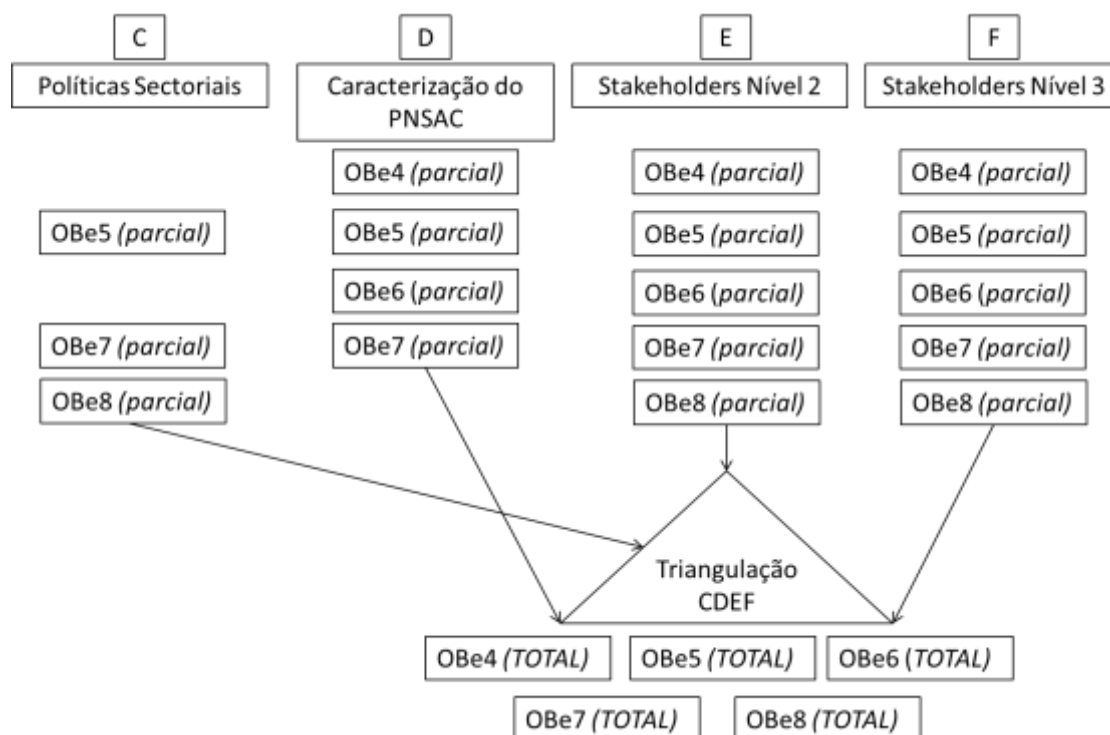 C
D
E
F
Políticas Sectoriais
Caracterização do
PNSAC
Stakeholders Nível 2
Stakeholders Nível 3
OBe4 (parcial)
OBe4 (parcial)
OBe4 (parcial)
OBe5 (parcial)
OBe5 (parcial)
OBe5 (parcial)
OBe5 (parcial)
OBe6 (parcial)
OBe6 (parcial)
OBe6 (parcial)
OBe7 (parcial)
OBe7 (parcial)
OBe7 (parcial)
OBe7 (parcial)
OBe8 (parcial)
OBe8 (parcial)
OBe8 (parcial)
Triangulação
CDEF
OBe4 (TOTAL)
OBe5 (TOTAL)
OBe6 (TOTAL)
OBe7 (TOTAL)
OBe8 (TOTAL)